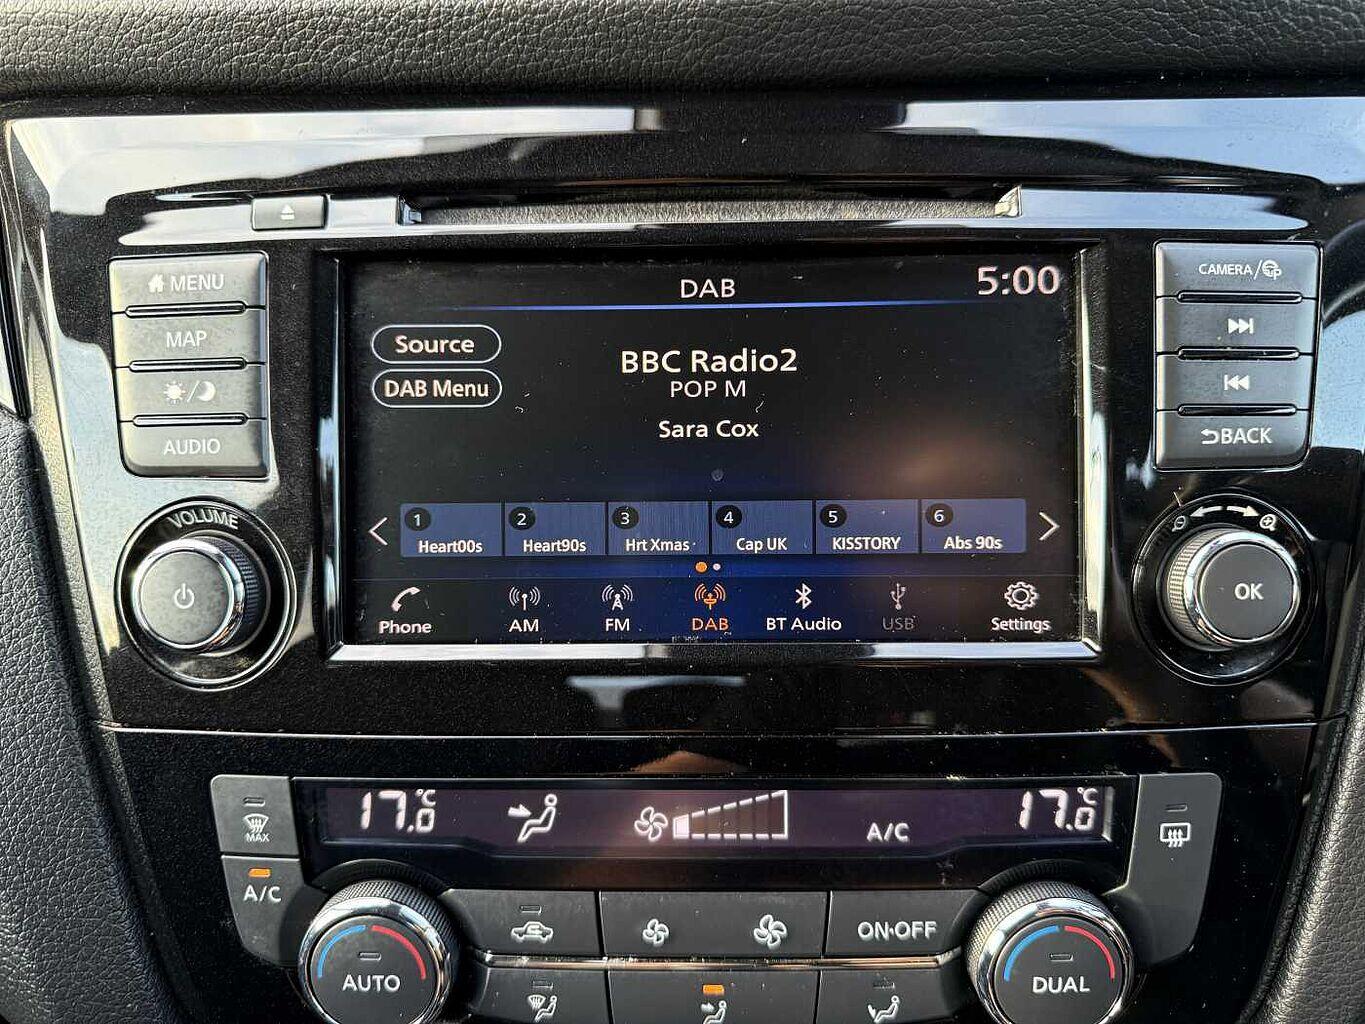 DAB
5:00
MENU
MAP
AUDIO
VOLUME
CAMERA/
BACK
OK
Source
DAB Menu
BBC Radio2
POP M
Sara Cox
1 Heart00s
2 Heart90s
3 Hrt Xmas
4 Cap UK
5 KISSTORY
6 Abs 90s
Phone
AM
FM
DAB
BT Audio
USB
Settings
17.0°C
A/C
17.0°C
MAX
A/C
AUTO
ON·OFF
DUAL